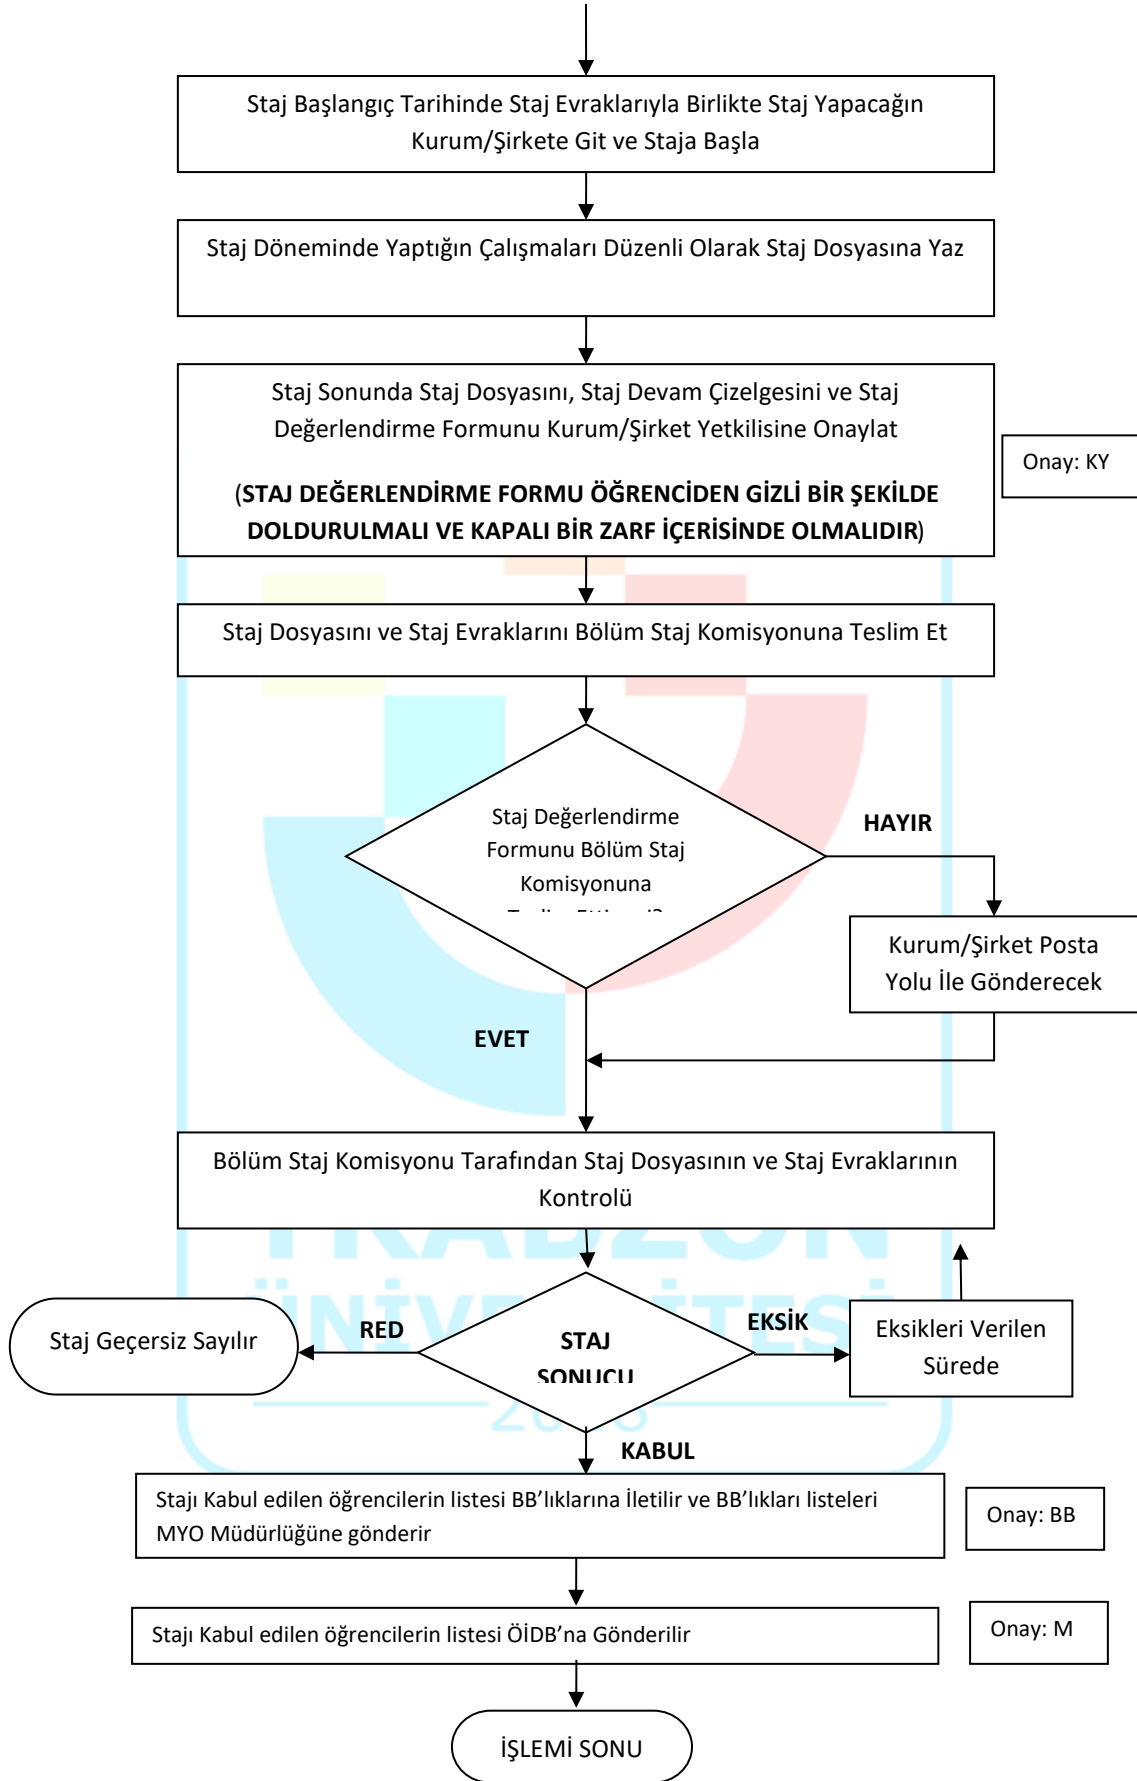 Staj Başlangıç Tarihinde Staj Evraklarıyla Birlikte Staj Yapacağın
Kurum/Şirkete Git ve Staja Başla
Staj Döneminde Yaptığın Çalışmaları Düzenli Olarak Staj Dosyasına Yaz
Staj Sonunda Staj Dosyasını, Staj Devam Çizelgesini ve Staj
Değerlendirme Formunu Kurum/Şirket Yetkilisine Onaylat
(STAJ DEĞERLENDİRME FORMU ÖĞRENCİDEN GİZLİ BİR ŞEKİLDE
DOLDURULMALI VE KAPALI BİR ZARF İÇERİSİNDE OLMALIDIR)
Onay: KY
Staj Dosyasını ve Staj Evraklarını Bölüm Staj Komisyonuna Teslim Et
Staj Değerlendirme
Formunu Bölüm Staj
Komisyonuna
HAYIR
Kurum/Şirket Posta
Yolu İle Gönderecek
EVET
Bölüm Staj Komisyonu Tarafından Staj Dosyasının ve Staj Evraklarının
Kontrolü
Staj Geçersiz Sayılır
RED
STAJ
SONUCU
EKSİK
Eksikleri Verilen
Sürede
KABUL
Stajı Kabul edilen öğrencilerin listesi BB’lıklarına İletilir ve BB’lıkları listeleri
MYO Müdürlüğüne gönderir
Onay: BB
Stajı Kabul edilen öğrencilerin listesi ÖİDB’na Gönderilir
Onay: M
İŞLEMİ SONU